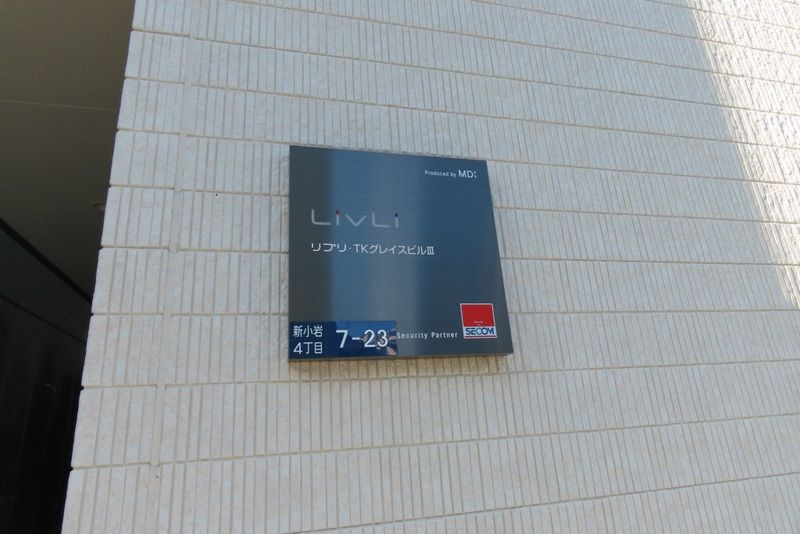 Produced by MDi
LivLi
リブリ・TKグレイスビルⅢ
新小岩
4丁目
7-23
Security Partner
SECOM